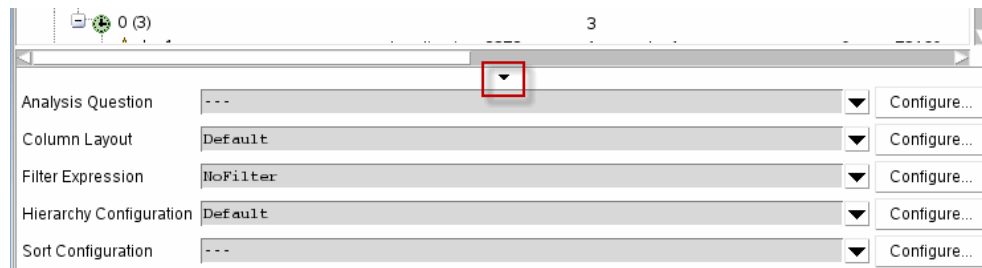 0 (3) 3
Analysis Question --- Configure...
Column Layout Default Configure...
Filter Expression NoFilter Configure...
Hierarchy Configuration Default Configure...
Sort Configuration --- Configure...